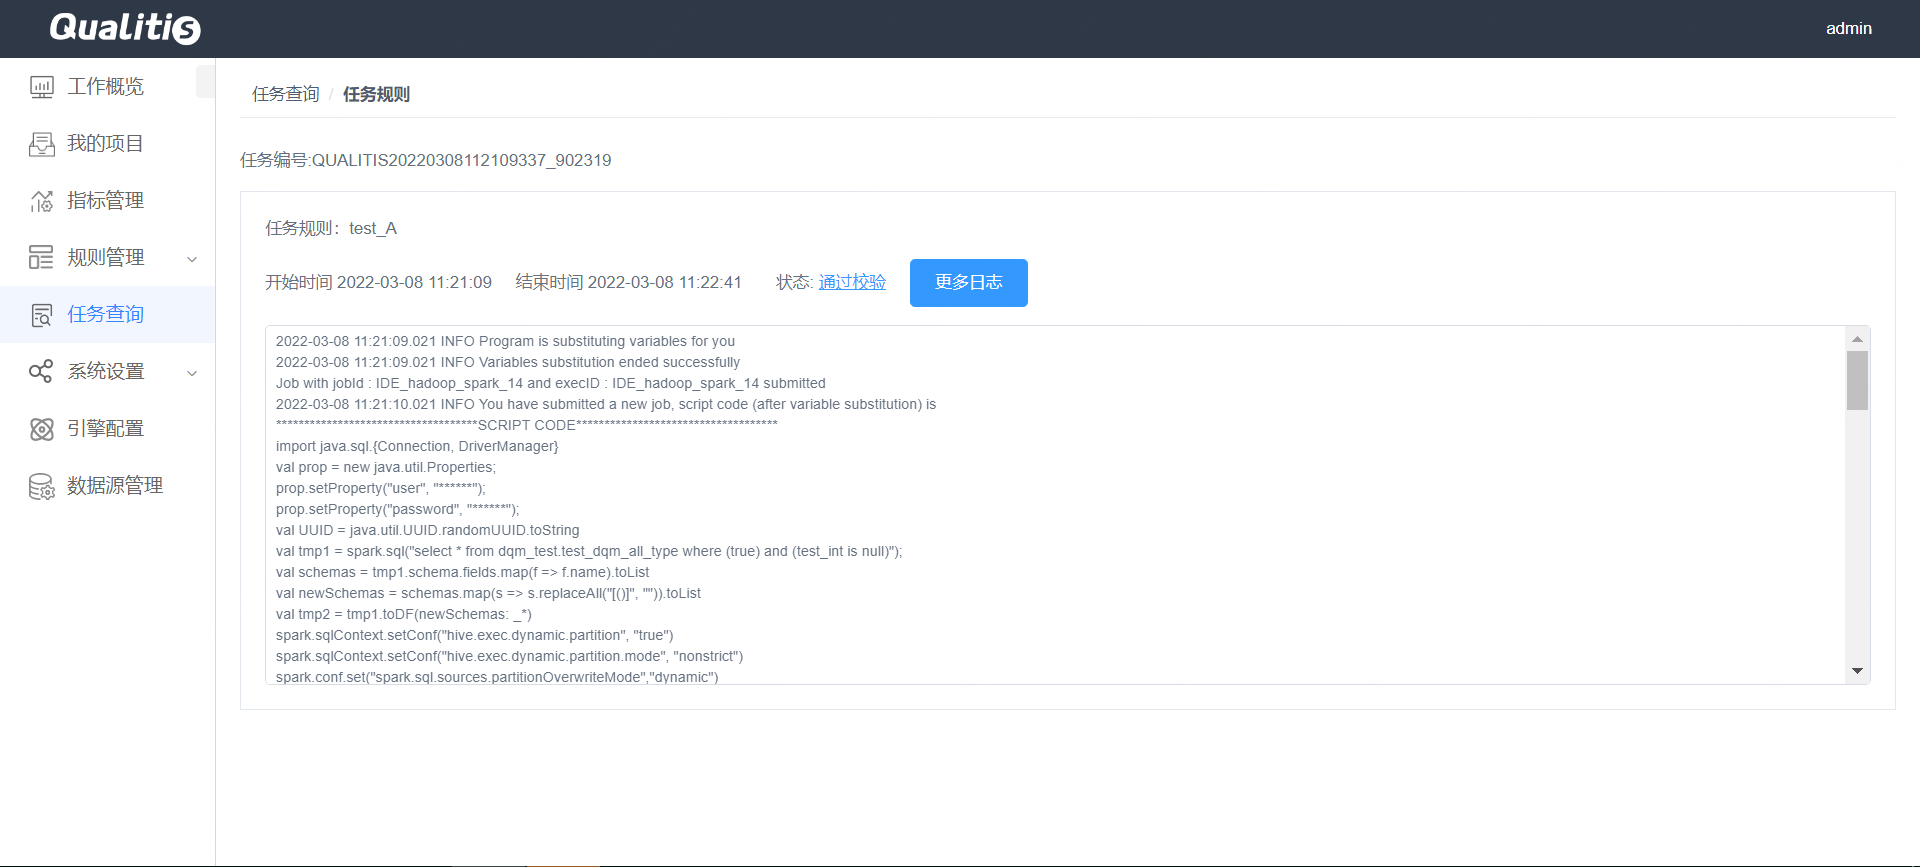 Qualitis
admin
工作概览
我的项目
指标管理
规则管理
任务查询
系统设置
引擎配置
数据源管理
任务查询 / 任务规则
任务编号:QUALITIS20220308112109337_902319
任务规则：test_A
开始时间 2022-03-08 11:21:09 结束时间 2022-03-08 11:22:41 状态: 通过校验 更多日志
2022-03-08 11:21:09.021 INFO Program is substituting variables for you
2022-03-08 11:21:09.021 INFO Variables substitution ended successfully
Job with jobId : IDE_hadoop_spark_14 and execID : IDE_hadoop_spark_14 submitted
2022-03-08 11:21:10.021 INFO You have submitted a new job, script code (after variable substitution) is
************************************SCRIPT CODE************************************
import java.sql.{Connection, DriverManager}
val prop = new java.util.Properties;
prop.setProperty("user", "******");
prop.setProperty("password", "******");
val UUID = java.util.UUID.randomUUID.toString
val tmp1 = spark.sql("select * from dqm_test.test_dqm_all_type where (true) and (test_int is null)");
val schemas = tmp1.schema.fields.map(f => f.name).toList
val newSchemas = schemas.map(s => s.replaceAll("[()]", "")).toList
val tmp2 = tmp1.toDF(newSchemas: _*)
spark.sqlContext.setConf("hive.exec.dynamic.partition", "true")
spark.sqlContext.setConf("hive.exec.dynamic.partition.mode", "nonstrict")
spark.conf.set("spark.sql.sources.partitionOverwriteMode","dynamic")